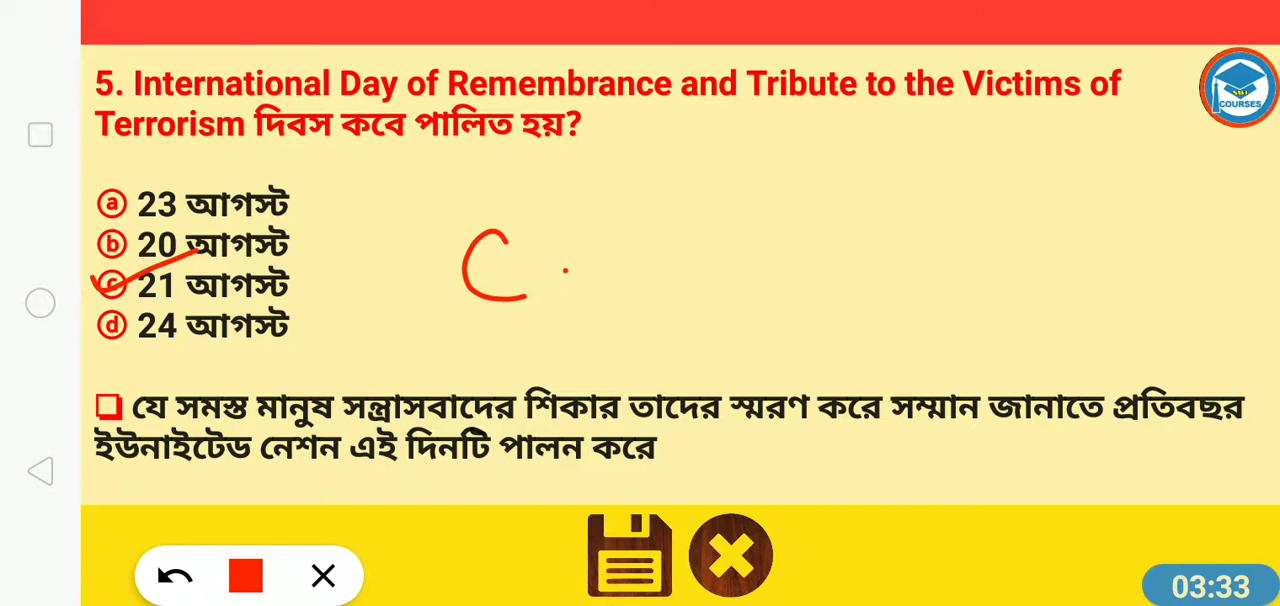 5. International Day of Remembrance and Tribute to the Victims of
Terrorism দিবস কবে পালিত হয়?
COURSES
ⓐ 23 আগস্ট
ⓑ 20 আগস্ট
ⓒ 21 আগস্ট
ⓓ 24 আগস্ট
C .
❑ যে সমস্ত মানুষ সন্ত্রাসবাদের শিকার তাদের স্মরণ করে সম্মান জানাতে প্রতিবছর
ইউনাইটেড নেশন এই দিনটি পালন করে
03:33